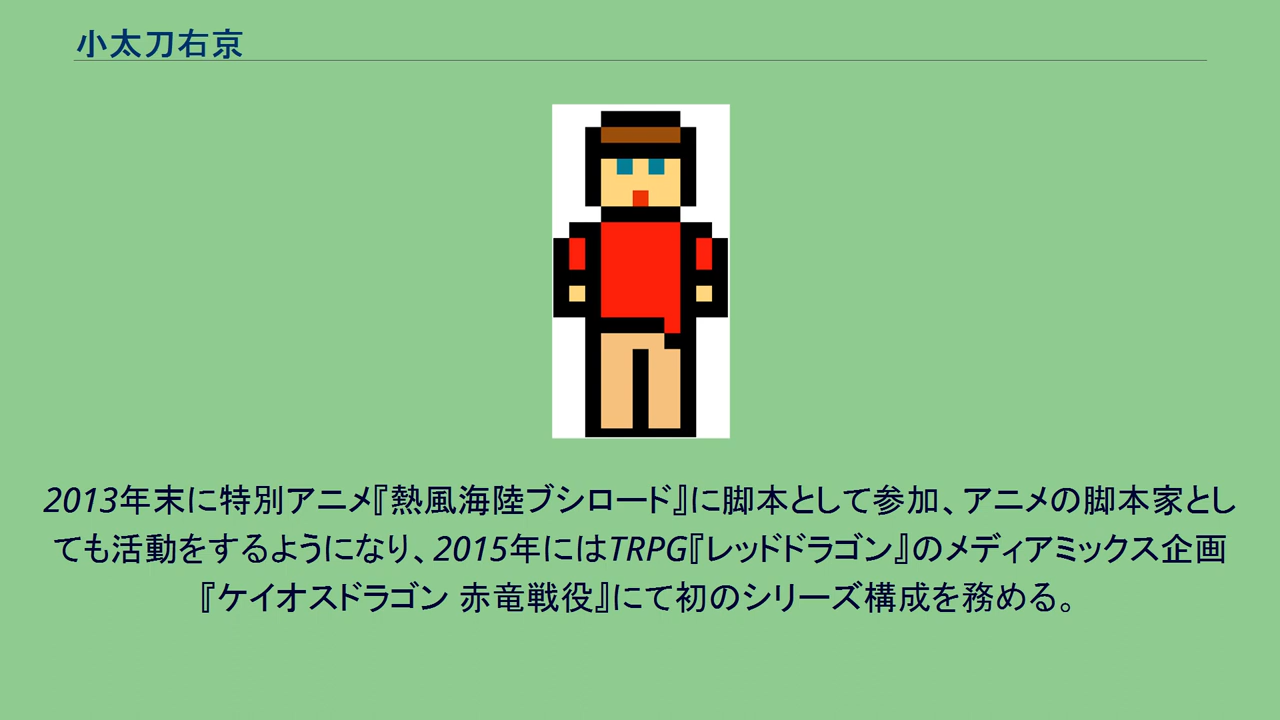 小太刀右京
2013年末に特別アニメ『熱風海陸ブシロード』に脚本として参加、アニメの脚本家とし
ても活動をするようになり、2015年にはTRPG『レッドドラゴン』のメディアミックス企画
『ケイオスドラゴン 赤竜戦役』にて初のシリーズ構成を務める。